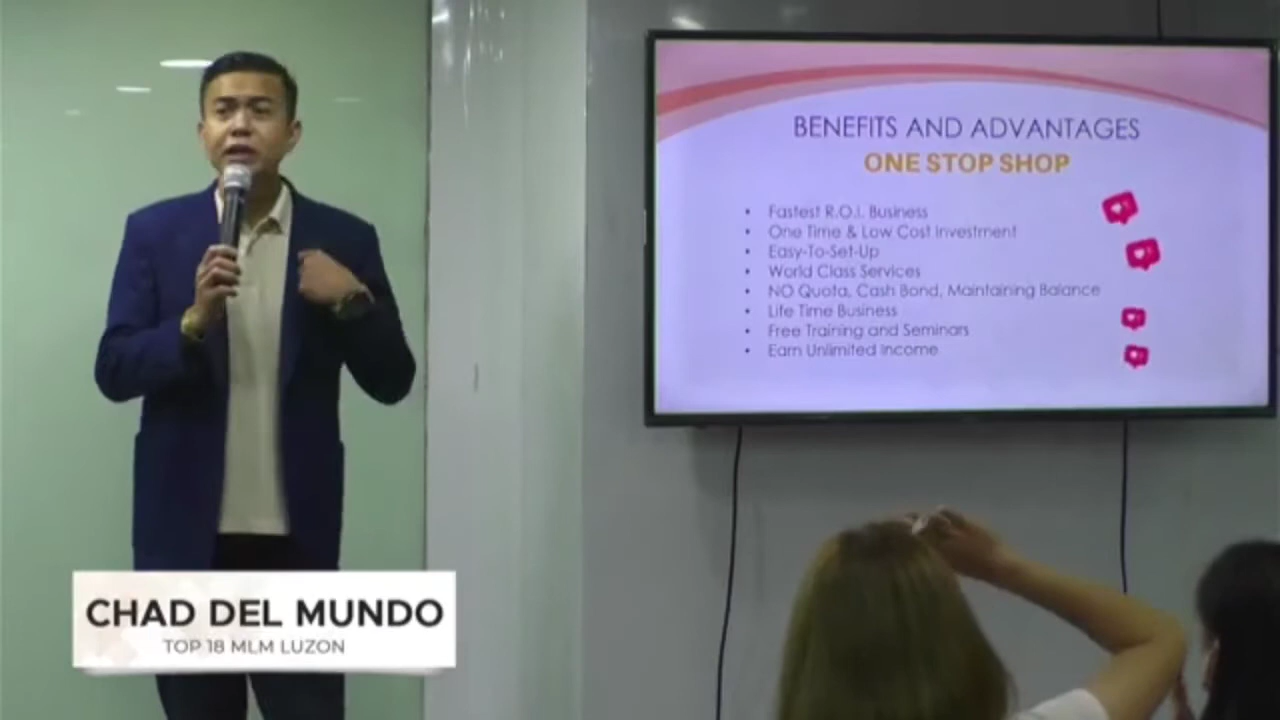 BENEFITS AND ADVANTAGES
ONE STOP SHOP
• Fastest R.O.I. Business
• One Time & Low Cost Investment
• Easy-To-Set-Up
• World Class Services
• NO Quota, Cash Bond, Maintaining Balance
• Life Time Business
• Free Training and Seminars
• Earn Unlimited Income
CHAD DEL MUNDO
TOP 18 MLM LUZON